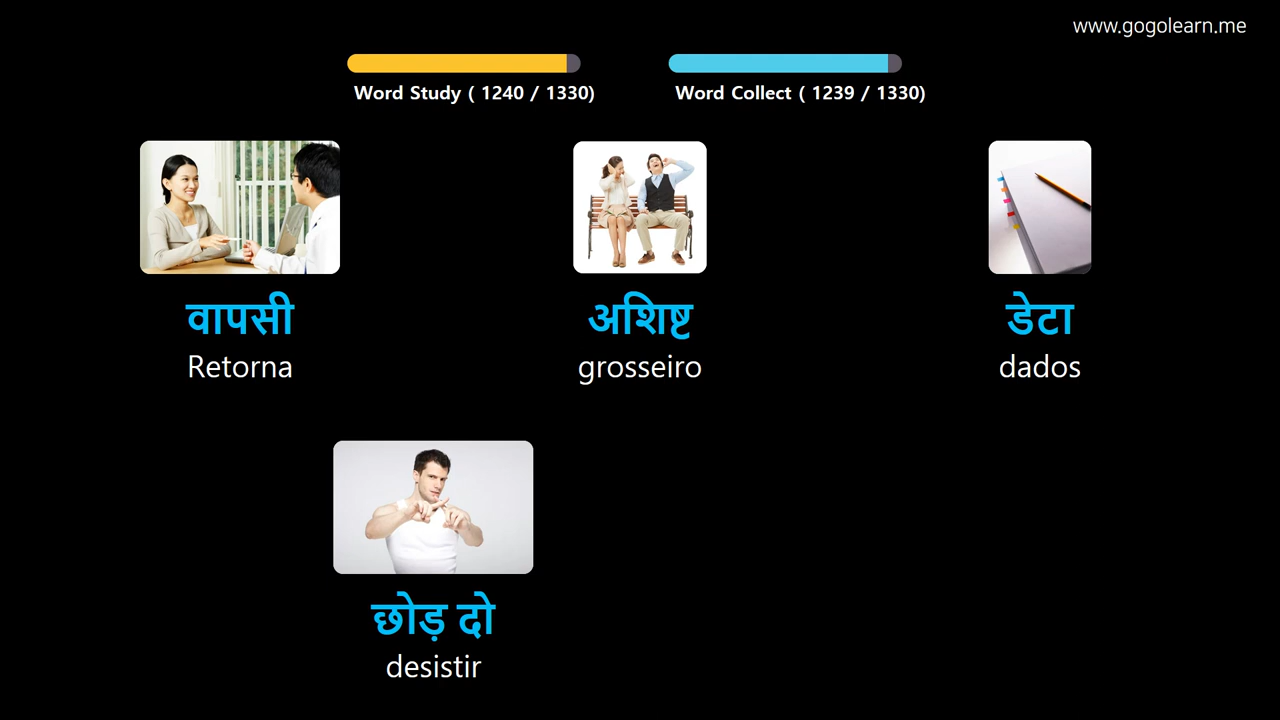 www.gogolearn.me
Word Study ( 1240 / 1330)
Word Collect ( 1239 / 1330)
वापसी
Retorna
अशिष्ट
grosseiro
डेटा
dados
छोड़ दो
desistir